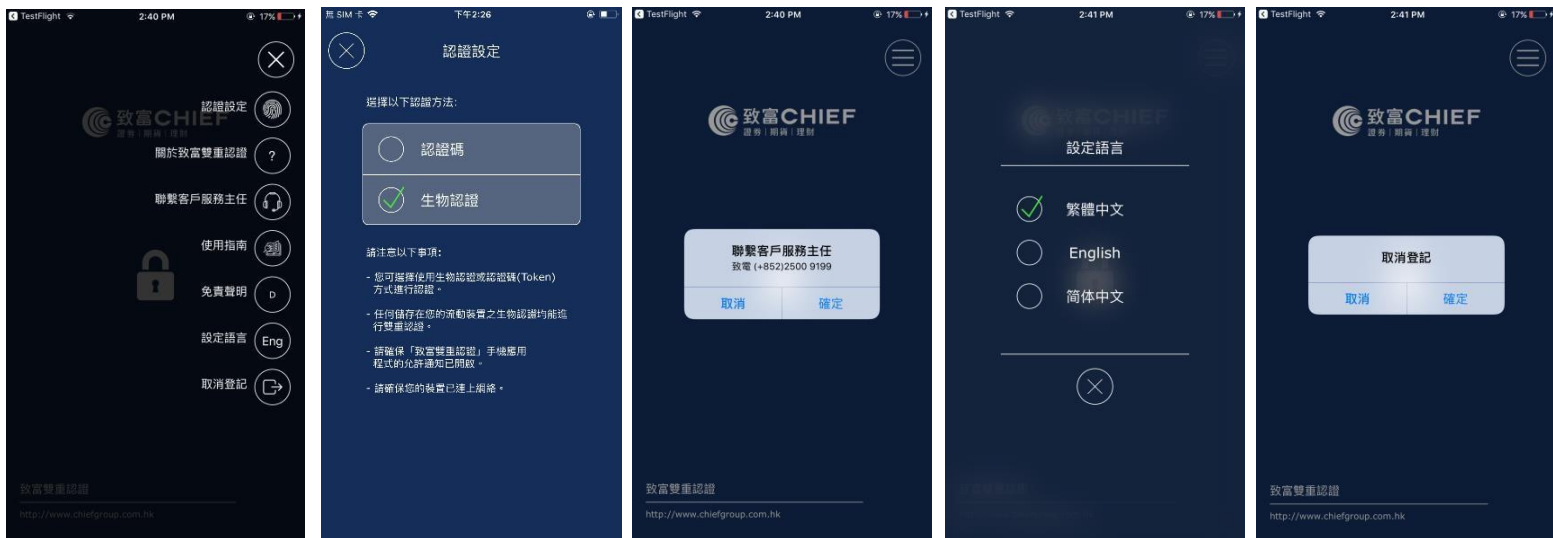 TestFlight 2:40 PM 17%
認證設定
致富CHIEF
證券|期貨|理財
關於致富雙重認證
?
聯繫客戶服務主任
使用指南
免責聲明
D
設定語言
Eng
取消登記
致富雙重認證
http://www.chiefgroup.com.hk
無 SIM 卡 下午2:26
認證設定
選擇以下認證方法:
認證碼
生物認證
請注意以下事項:
- 您可選擇使用生物認證或認證碼(Token)
方式進行認證。
- 任何儲存在您的流動裝置之生物認證均能進
行雙重認證。
- 請確保「致富雙重認證」手機應用
程式的允許通知已開啟。
- 請確保您的裝置已連上網絡。
TestFlight 2:40 PM 17%
致富CHIEF
證券|期貨|理財
聯繫客戶服務主任
致電 (+852)2500 9199
取消 確定
致富雙重認證
http://www.chiefgroup.com.hk
TestFlight 2:41 PM 17%
致富CHIEF
設定語言
繁體中文
English
简体中文
TestFlight 2:41 PM 17%
致富CHIEF
證券|期貨|理財
取消登記
取消 確定
致富雙重認證
http://www.chiefgroup.com.hk